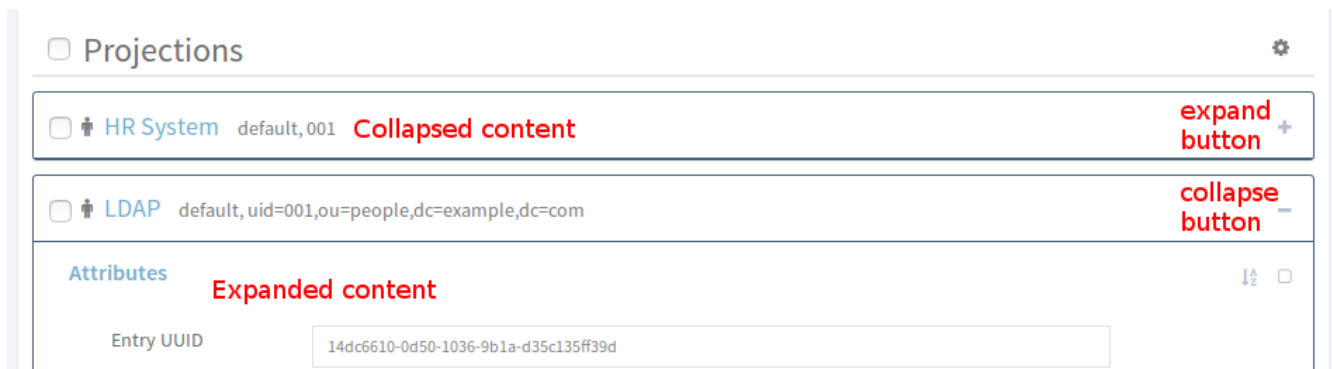 Projections
HR System default, 001 Collapsed content expand button +
LDAP default, uid=001,ou=people,dc=example,dc=com collapse button −
Attributes Expanded content
Entry UUID 14dc6610-0d50-1036-9b1a-d35c135ff39d